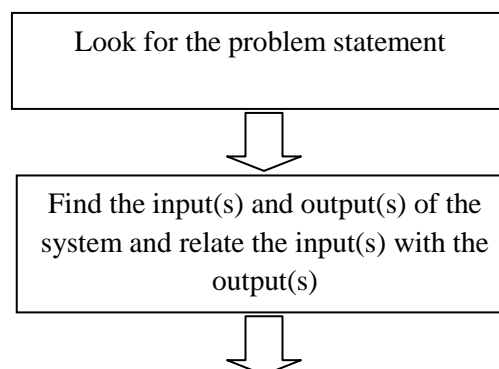 Look for the problem statement
Find the input(s) and output(s) of the
system and relate the input(s) with the
output(s)